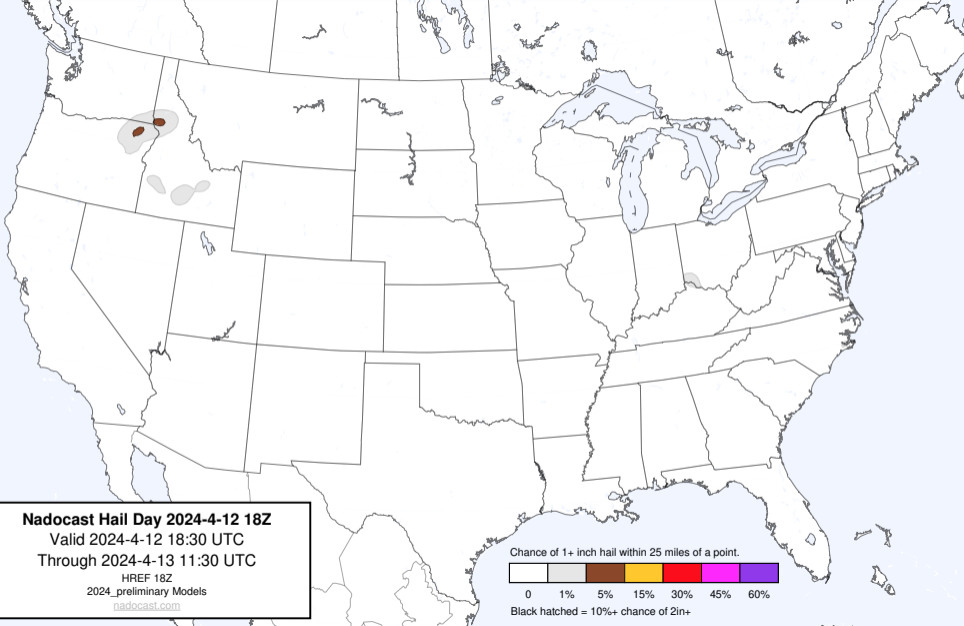 Nadocast Hail Day 2024-4-12 18Z
Valid 2024-4-12 18:30 UTC
Through 2024-4-13 11:30 UTC
HREF 18Z
2024_preliminary Models
nadocast.com
Chance of 1+ inch hail within 25 miles of a point.
0 1% 5% 15% 30% 45% 60%
Black hatched = 10%+ chance of 2in+